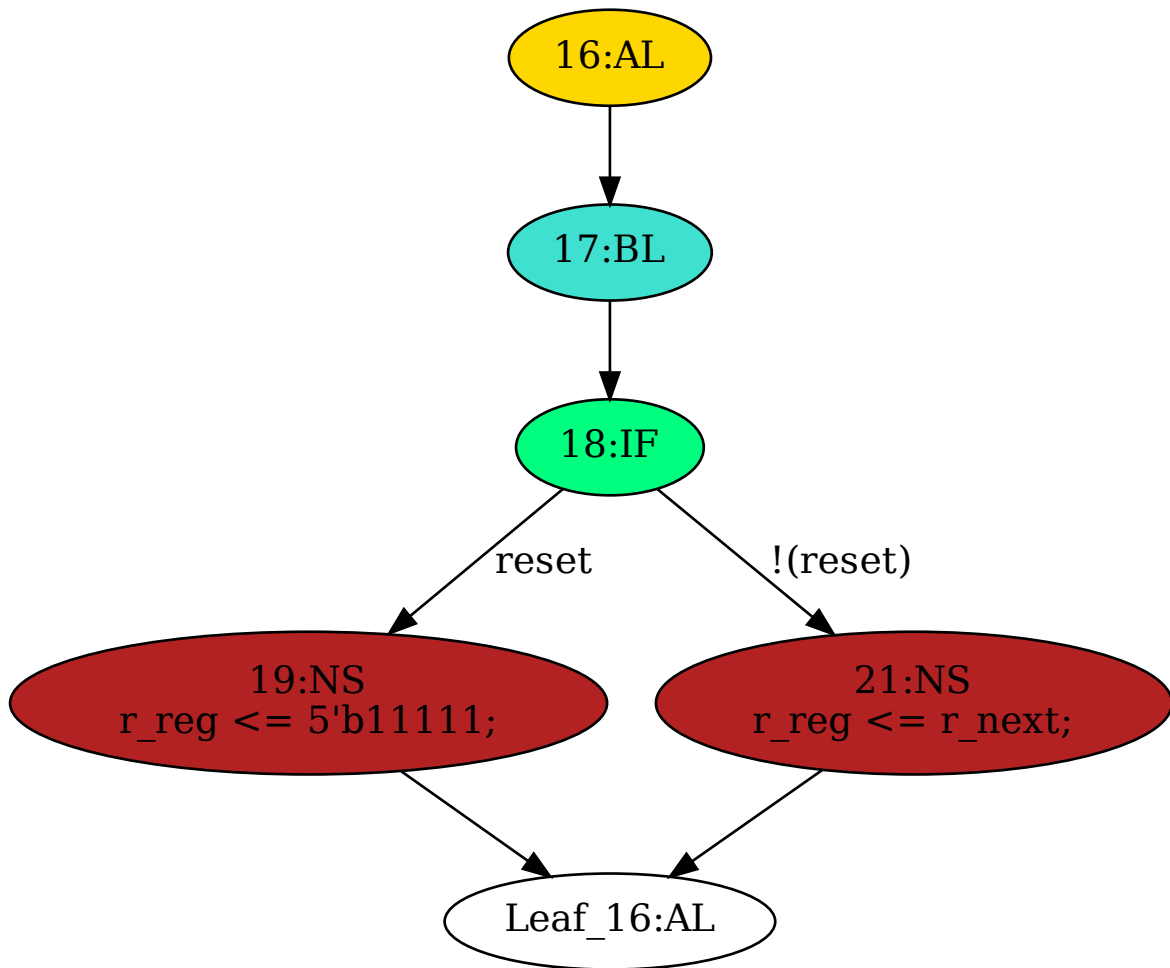 16:AL
17:BL
18:IF
reset
!(reset)
19:NS
r_reg <= 5'b11111;
21:NS
r_reg <= r_next;
Leaf_16:AL